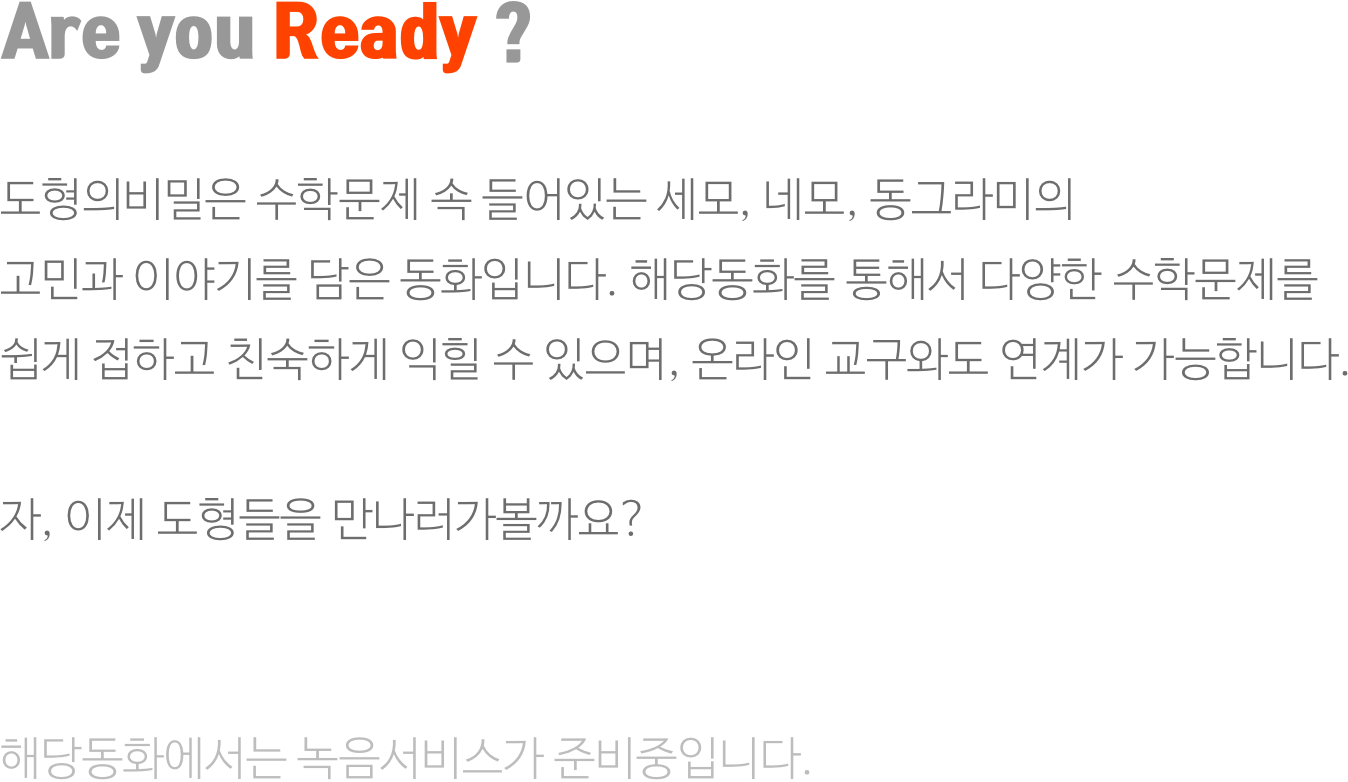 Are you Ready ?
도형의비밀은 수학문제 속 들어있는 세모, 네모, 동그라미의
고민과 이야기를 담은 동화입니다. 해당동화를 통해서 다양한 수학문제를
쉽게 접하고 친숙하게 익힐 수 있으며, 온라인 교구와도 연계가 가능합니다.
자, 이제 도형들을 만나러가볼까요?
해당동화에서는 녹음서비스가 준비중입니다.